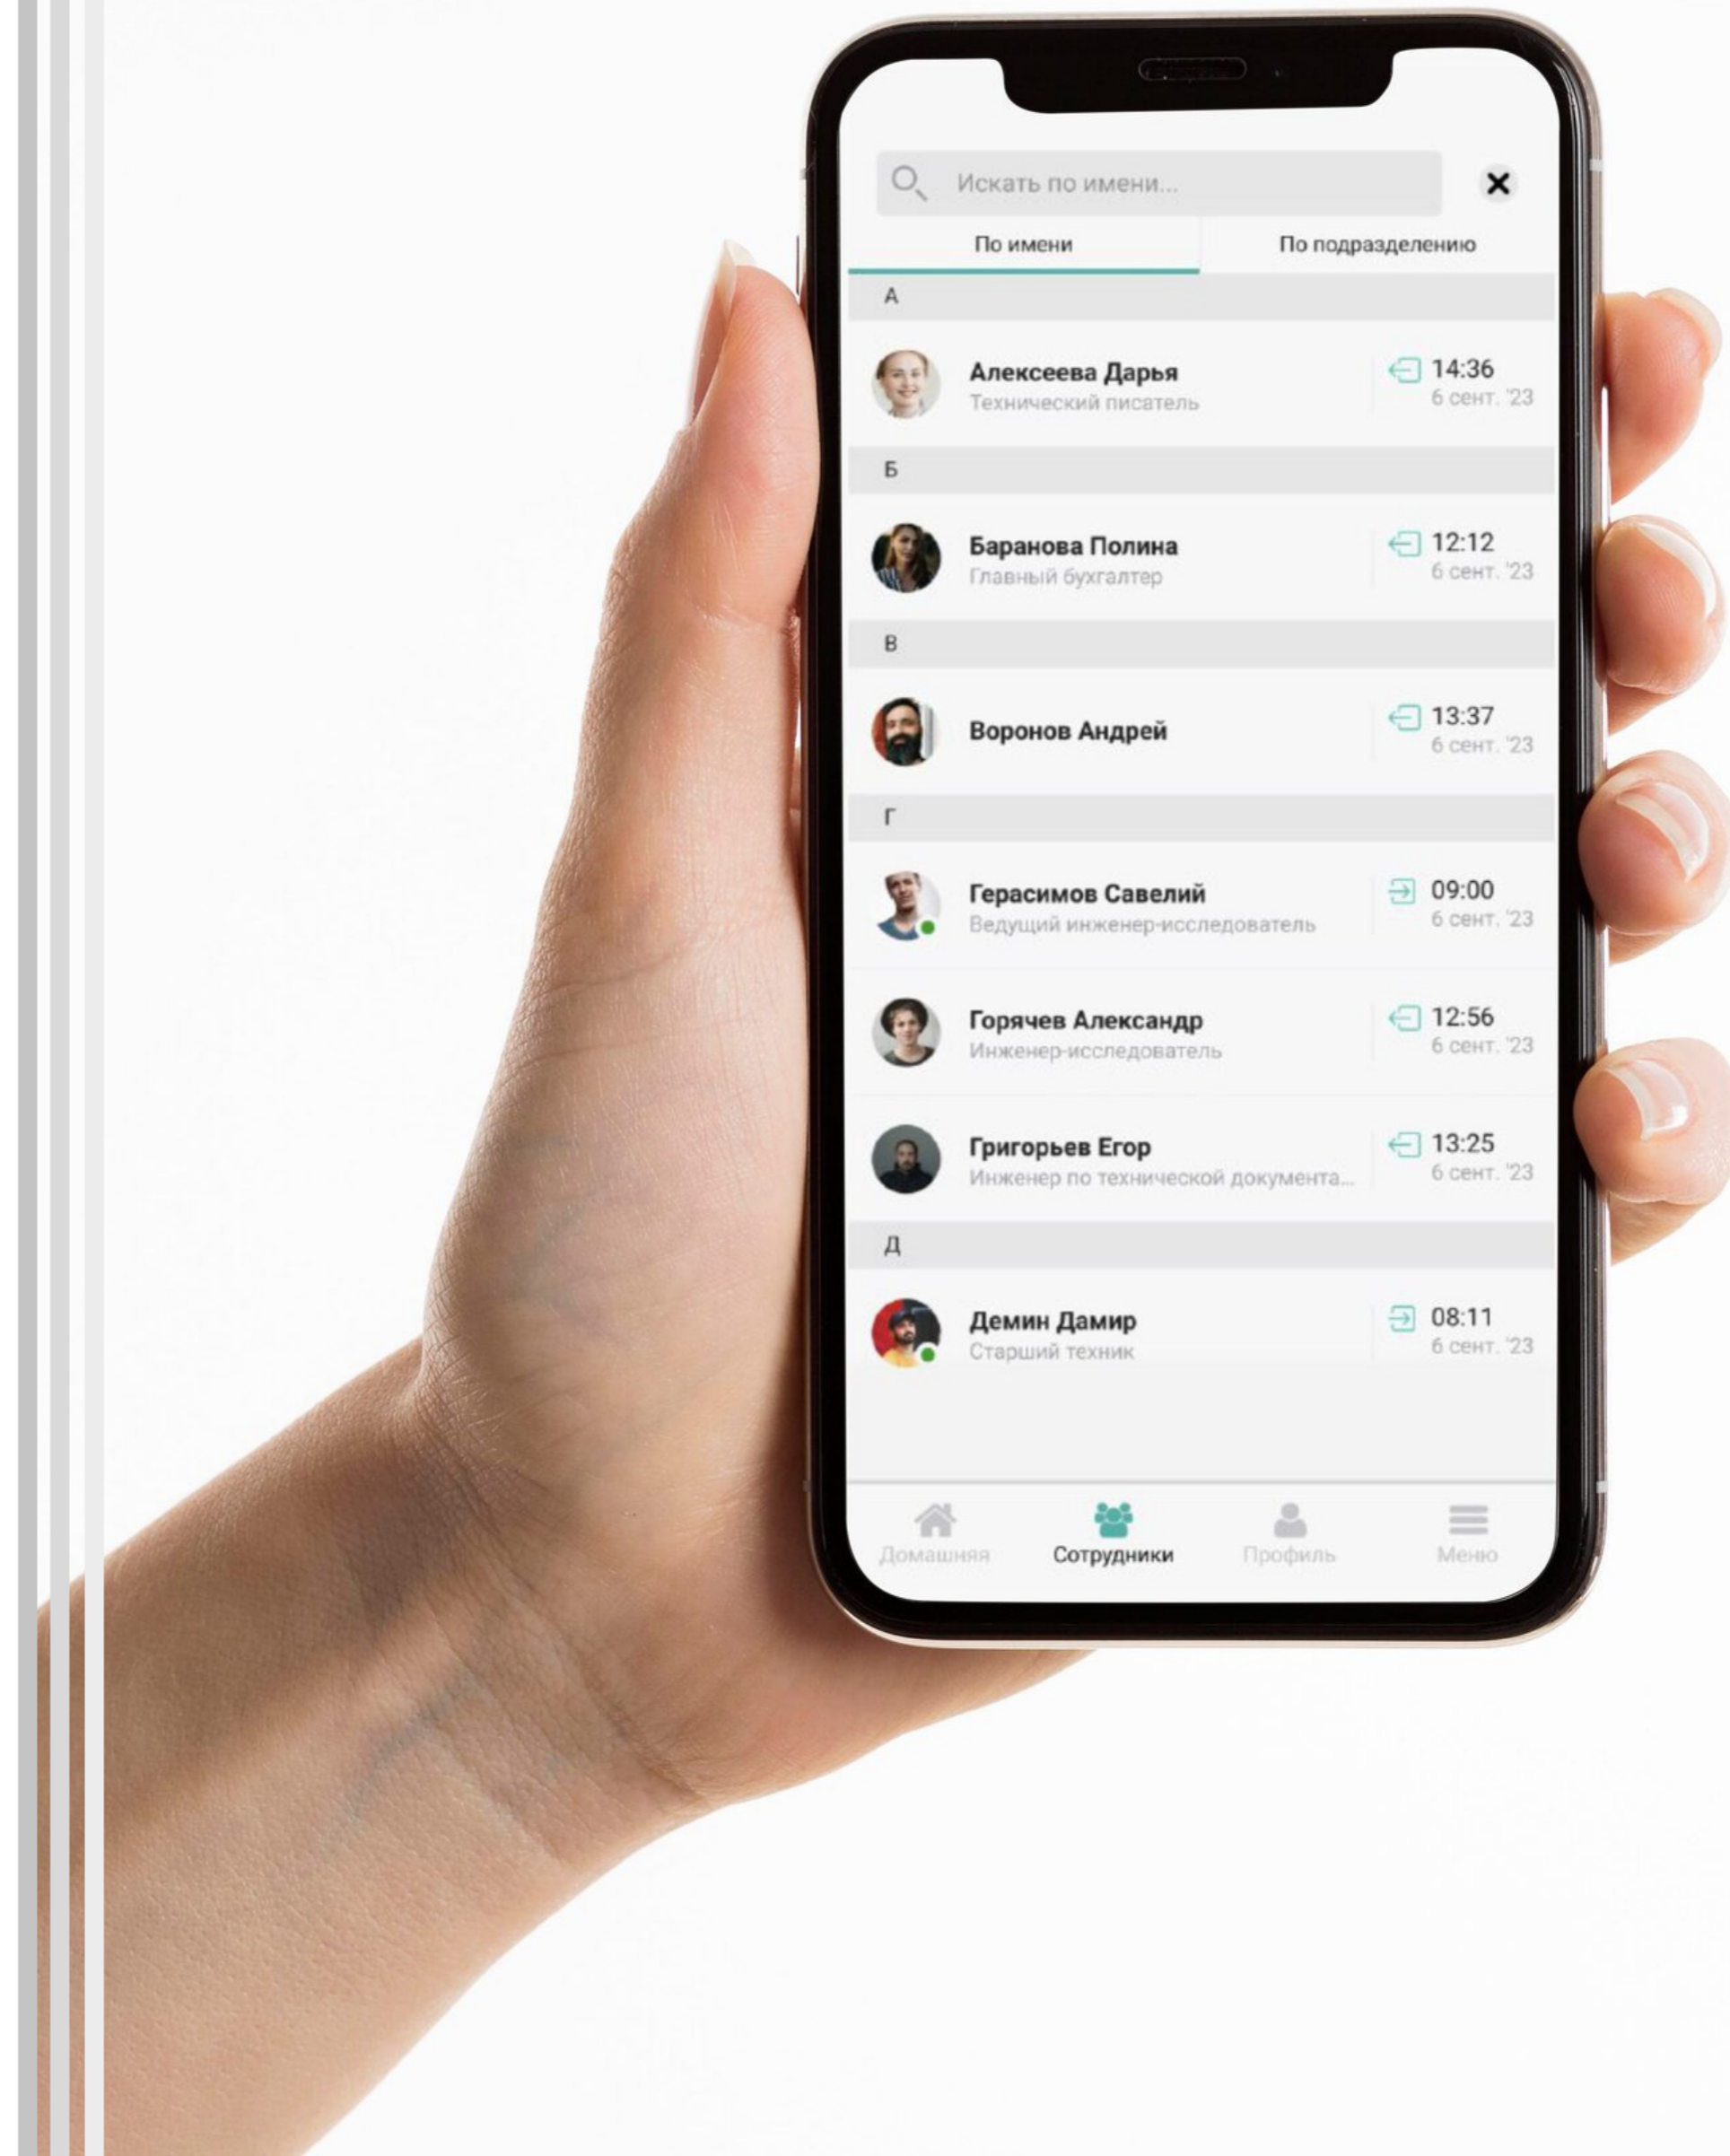 Искать по имени...
По имени
По подразделению
А
Алексеева Дарья
14:36
Технический писатель
6 сент. '23
Б
Баранова Полина
12:12
Главный бухгалтер
6 сент. '23
В
Воронов Андрей
13:37
6 сент. '23
Г
Герасимов Савелий
09:00
Ведущий инженер-исследователь
6 сент. '23
Горячев Александр
12:56
Инженер-исследователь
6 сент. '23
Григорьев Егор
13:25
Инженер по технической документа...
6 сент. '23
Д
Демин Дамир
08:11
Старший техник
6 сент. '23
Домашняя
Сотрудники
Профиль
Меню